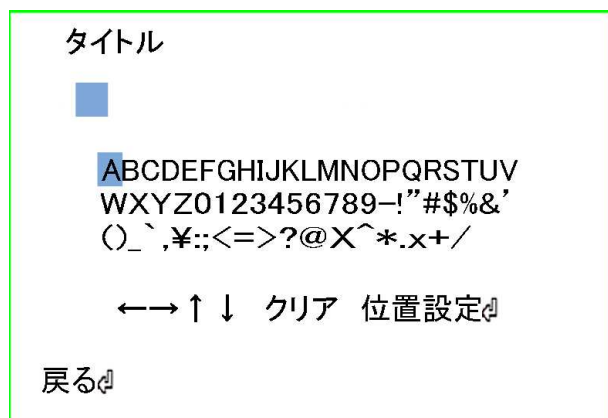 タイトル
ABCDEFGHIJKLMNOPQRSTUV
WXYZ0123456789−!”#$%&’
()_`,¥:;<=>?@X^*.x+/
←→↑↓ クリア 位置設定⏎
戻る⏎